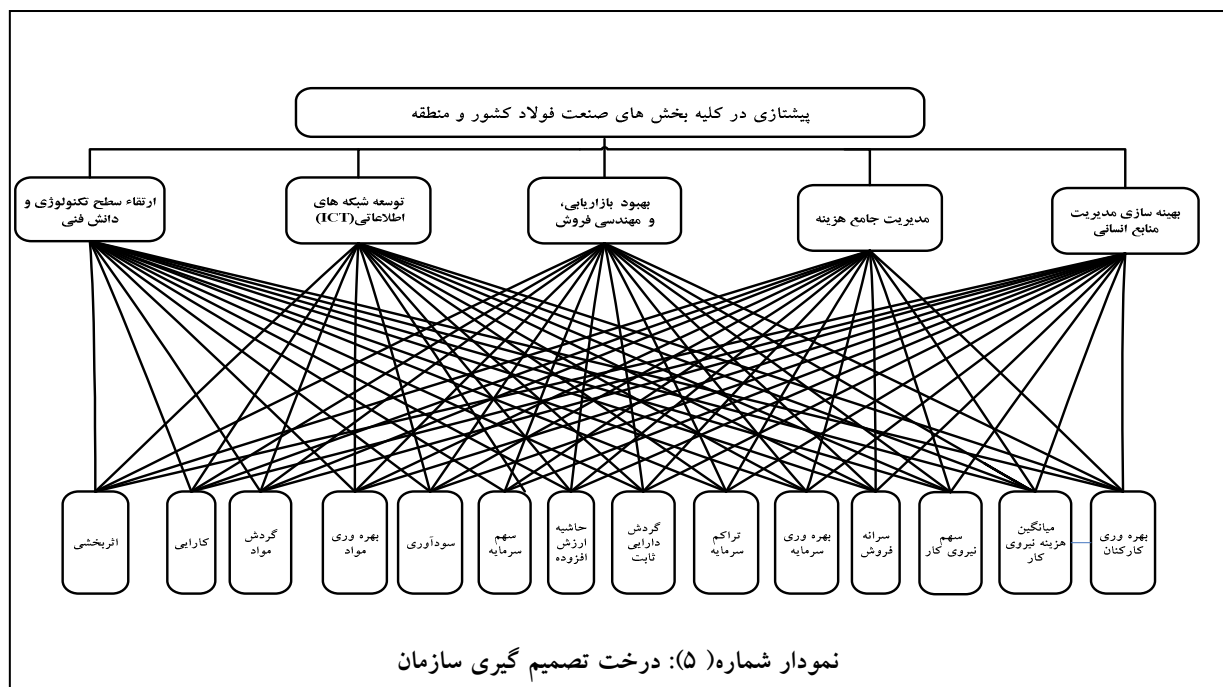 پیشتازی در کلیه بخش های صنعت فولاد کشور و منطقه
بهینه سازی مدیریت
منابع انسانی
مدیریت جامع هزینه
بهبود بازاریابی،
و مهندسی فروش
توسعه شبکه های
اطلاعاتی(ICT)
ارتقاء سطح تکنولوژی و
دانش فنی
بهره وری
کارکنان
میانگین
هزینه نیروی
کار
سهم
نیروی کار
سرانه
فروش
بهره وری
سرمایه
تراکم
سرمایه
گردش
دارایی
ثابت
حاشیه
ارزش
افزوده
سهم
سرمایه
سودآوری
بهره وری
مواد
گردش
مواد
کارایی
اثربخشی
نمودار شماره( ۵): درخت تصمیم گیری سازمان